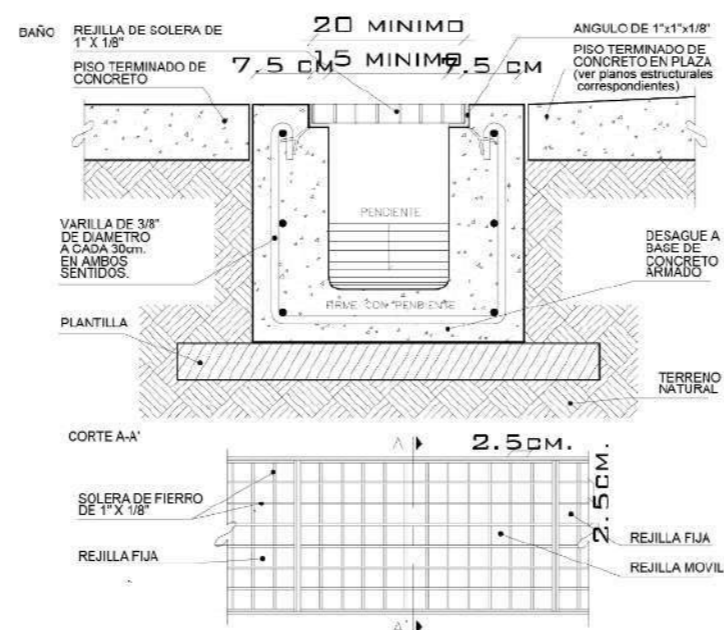 BAÑO
REJILLA DE SOLERA DE
1" X 1/8"
PISO TERMINADO DE
CONCRETO
20 MINIMO
15 MINIMO
7.5 CM
7.5 CM
ANGULO DE 1"x1"x1/8"
PISO TERMINADO DE
CONCRETO EN PLAZA
(ver planos estructurales
correspondientes)
PENDIENTE
VARILLA DE 3/8"
DE DIAMETRO
A CADA 30cm.
EN AMBOS
SENTIDOS.
DESAGUE A
BASE DE
CONCRETO
ARMADO
FIRME CON PENDIENTE
PLANTILLA
TERRENO
NATURAL
CORTE A-A'
A
2.5CM.
2.5CM.
SOLERA DE FIERRO
DE 1" X 1/8"
REJILLA FIJA
REJILLA FIJA
REJILLA MOVIL
A'